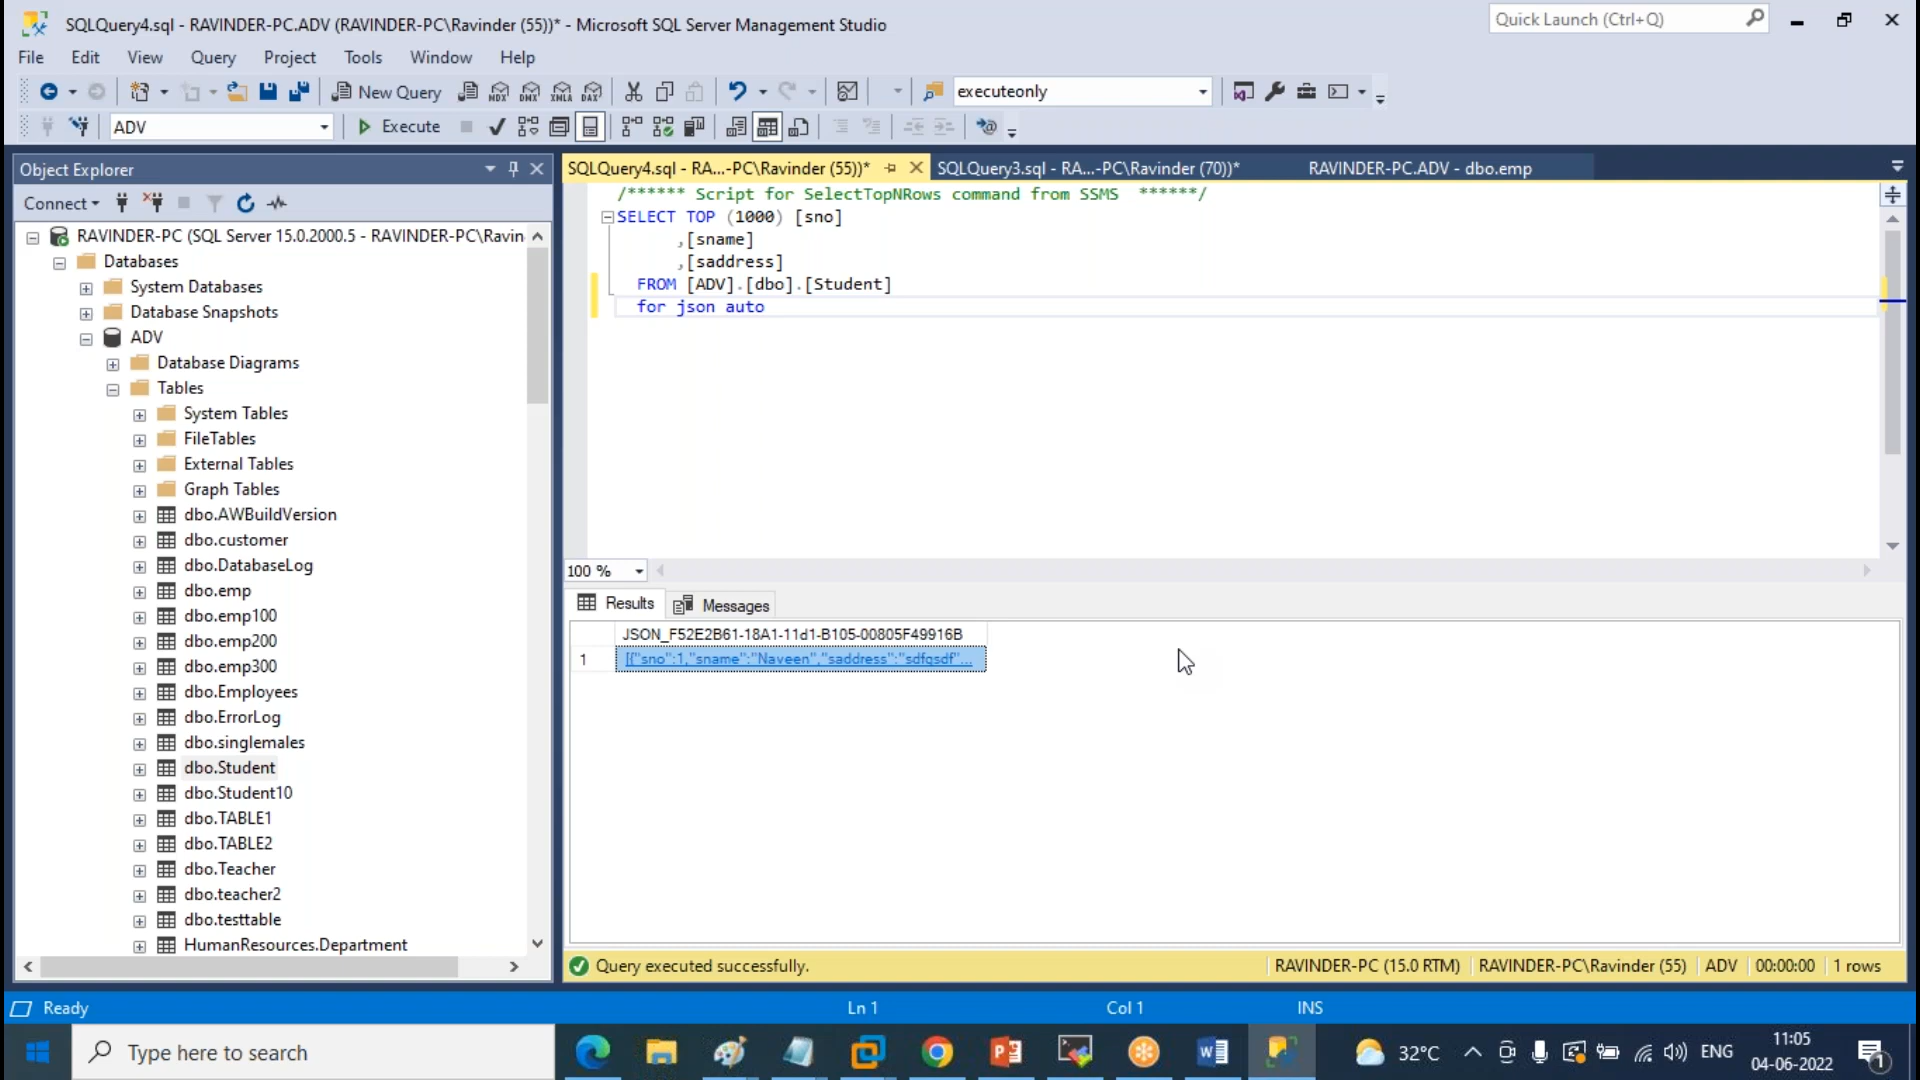 SQLQuery4.sql - RAVINDER-PC.ADV (RAVINDER-PC\Ravinder (55))* - Microsoft SQL Server Management Studio
Quick Launch (Ctrl+Q)
File Edit View Query Project Tools Window Help
New Query
MDX DMX XMLA DAX
executeonly
ADV
Execute
Object Explorer
Connect
RAVINDER-PC (SQL Server 15.0.2000.5 - RAVINDER-PC\Ravin
Databases
System Databases
Database Snapshots
ADV
Database Diagrams
Tables
System Tables
FileTables
External Tables
Graph Tables
dbo.AWBuildVersion
dbo.customer
dbo.DatabaseLog
dbo.emp
dbo.emp100
dbo.emp200
dbo.emp300
dbo.Employees
dbo.ErrorLog
dbo.singlemales
dbo.Student
dbo.Student10
dbo.TABLE1
dbo.TABLE2
dbo.Teacher
dbo.teacher2
dbo.testtable
HumanResources.Department
SQLQuery4.sql - RA...-PC\Ravinder (55))* SQLQuery3.sql - RA...-PC\Ravinder (70))* RAVINDER-PC.ADV - dbo.emp
/****** Script for SelectTopNRows command from SSMS  ******/
SELECT TOP (1000) [sno]
,[sname]
,[saddress]
FROM [ADV].[dbo].[Student]
for json auto
100 %
Results Messages
JSON_F52E2B61-18A1-11d1-B105-00805F49916B
1 [{"sno":1,"sname":"Naveen","saddress":"sdfgsdf"...
Query executed successfully. RAVINDER-PC (15.0 RTM) RAVINDER-PC\Ravinder (55) ADV 00:00:00 1 rows
Ready Ln 1 Col 1 INS
Type here to search
32°C ENG
11:05
04-06-2022
1